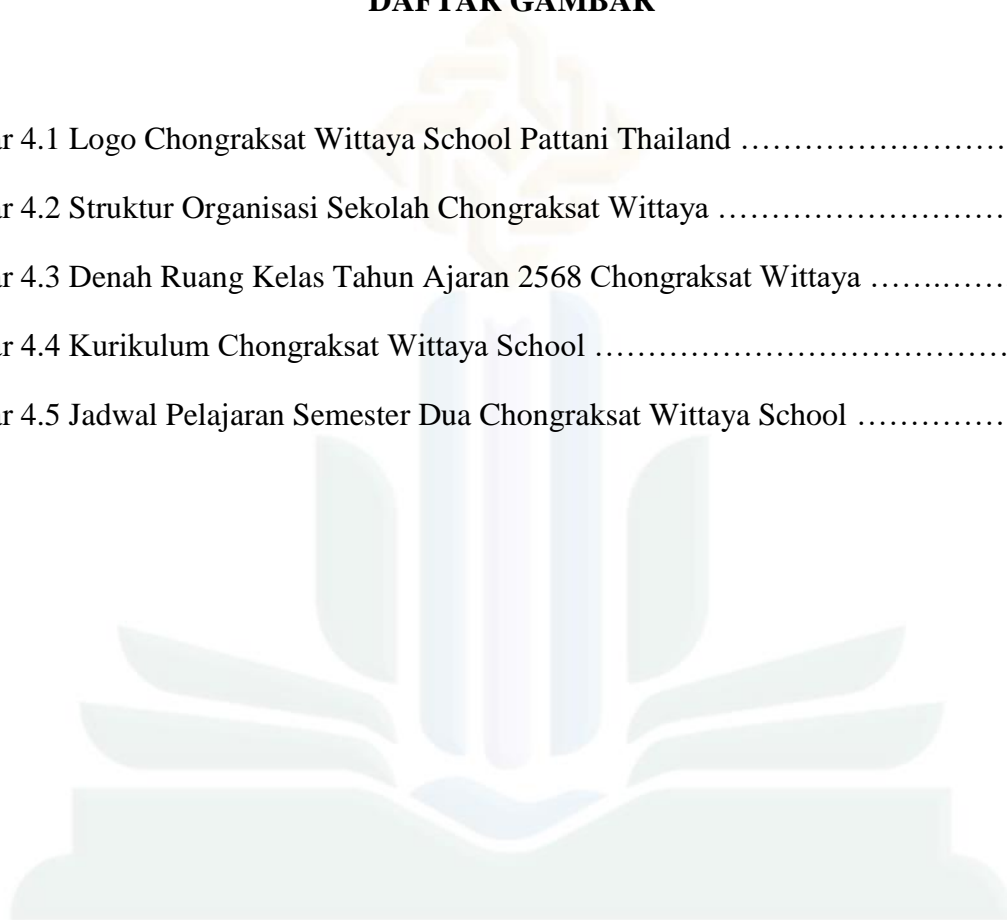 DAFTAR GAMBAR
ar 4.1 Logo Chongraksat Wittaya School Pattani Thailand ………………………
ar 4.2 Struktur Organisasi Sekolah Chongraksat Wittaya …………………………
ar 4.3 Denah Ruang Kelas Tahun Ajaran 2568 Chongraksat Wittaya …….……
ar 4.4 Kurikulum Chongraksat Wittaya School …………………………………….
ar 4.5 Jadwal Pelajaran Semester Dua Chongraksat Wittaya School ……………